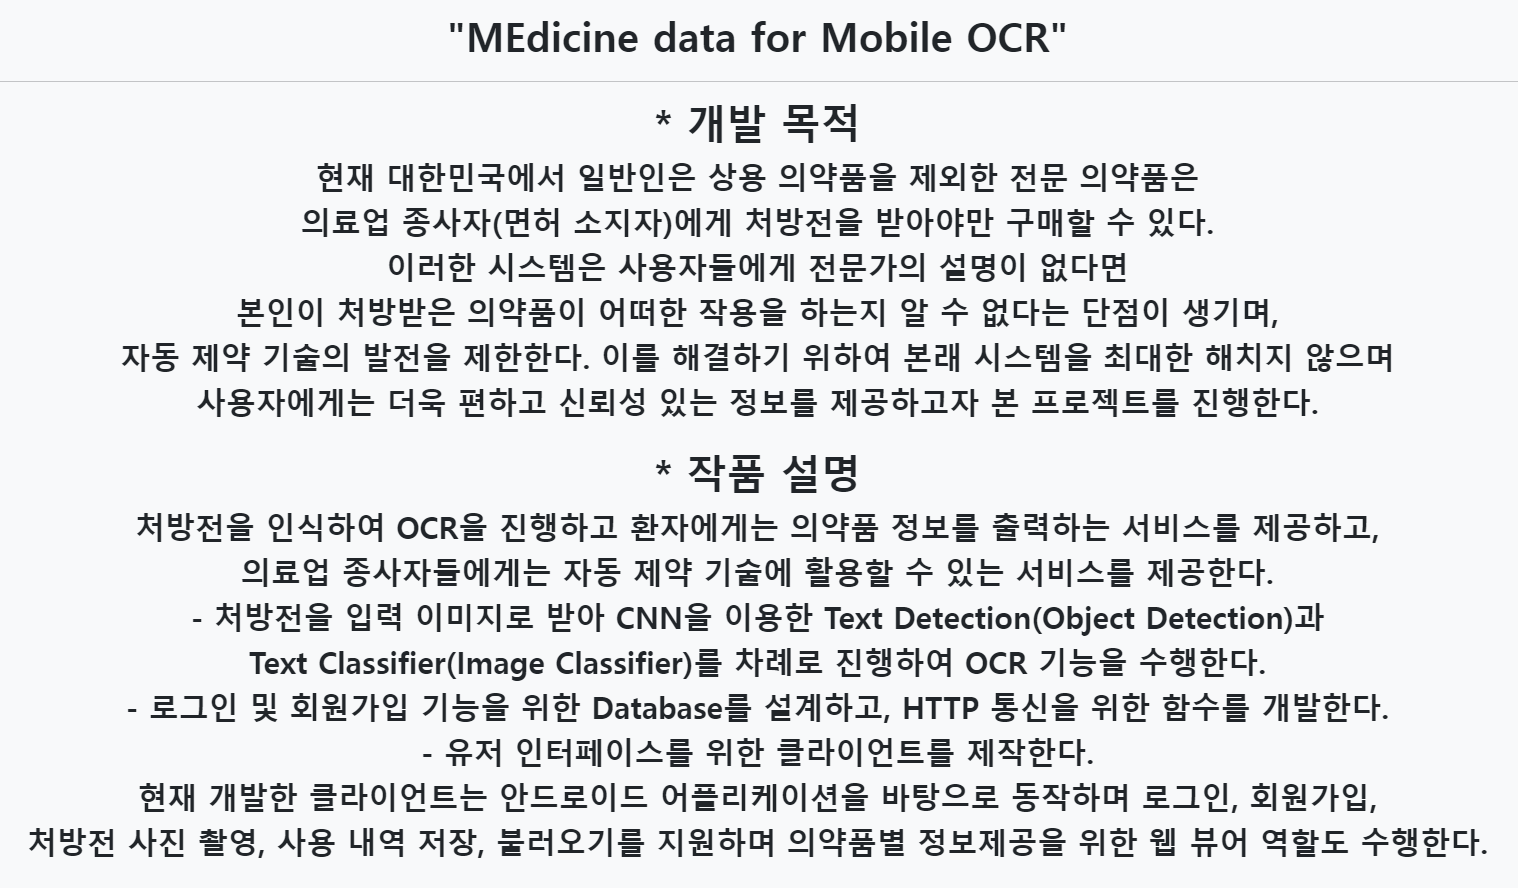 "MEdicine data for Mobile OCR"
* 개발 목적
현재 대한민국에서 일반인은 상용 의약품을 제외한 전문 의약품은
의료업 종사자(면허 소지자)에게 처방전을 받아야만 구매할 수 있다.
이러한 시스템은 사용자들에게 전문가의 설명이 없다면
본인이 처방받은 의약품이 어떠한 작용을 하는지 알 수 없다는 단점이 생기며,
자동 제약 기술의 발전을 제한한다. 이를 해결하기 위하여 본래 시스템을 최대한 해치지 않으며
사용자에게는 더욱 편하고 신뢰성 있는 정보를 제공하고자 본 프로젝트를 진행한다.
* 작품 설명
처방전을 인식하여 OCR을 진행하고 환자에게는 의약품 정보를 출력하는 서비스를 제공하고,
의료업 종사자들에게는 자동 제약 기술에 활용할 수 있는 서비스를 제공한다.
- 처방전을 입력 이미지로 받아 CNN을 이용한 Text Detection(Object Detection)과
Text Classifier(Image Classifier)를 차례로 진행하여 OCR 기능을 수행한다.
- 로그인 및 회원가입 기능을 위한 Database를 설계하고, HTTP 통신을 위한 함수를 개발한다.
- 유저 인터페이스를 위한 클라이언트를 제작한다.
현재 개발한 클라이언트는 안드로이드 어플리케이션을 바탕으로 동작하며 로그인, 회원가입,
처방전 사진 촬영, 사용 내역 저장, 불러오기를 지원하며 의약품별 정보제공을 위한 웹 뷰어 역할도 수행한다.